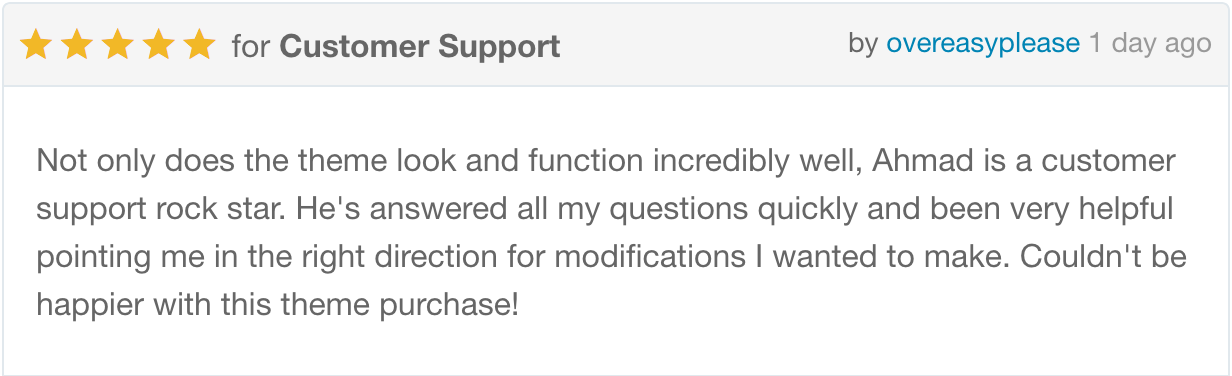 for Customer Support by overeasyplease 1 day ago
Not only does the theme look and function incredibly well, Ahmad is a customer
support rock star. He's answered all my questions quickly and been very helpful
pointing me in the right direction for modifications I wanted to make. Couldn't be
happier with this theme purchase!